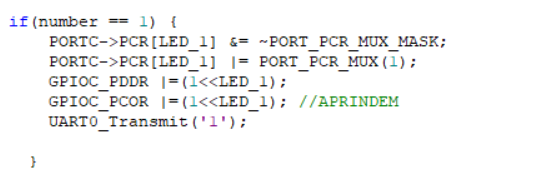 if(number == 1) {
PORTC->PCR[LED_1] &= ~PORT_PCR_MUX_MASK;
PORTC->PCR[LED_1] |= PORT_PCR_MUX(1);
GPIOC_PDDR |=(1<<LED_1);
GPIOC_PCOR |=(1<<LED_1); //APRINDEM
UART0_Transmit('1');
}